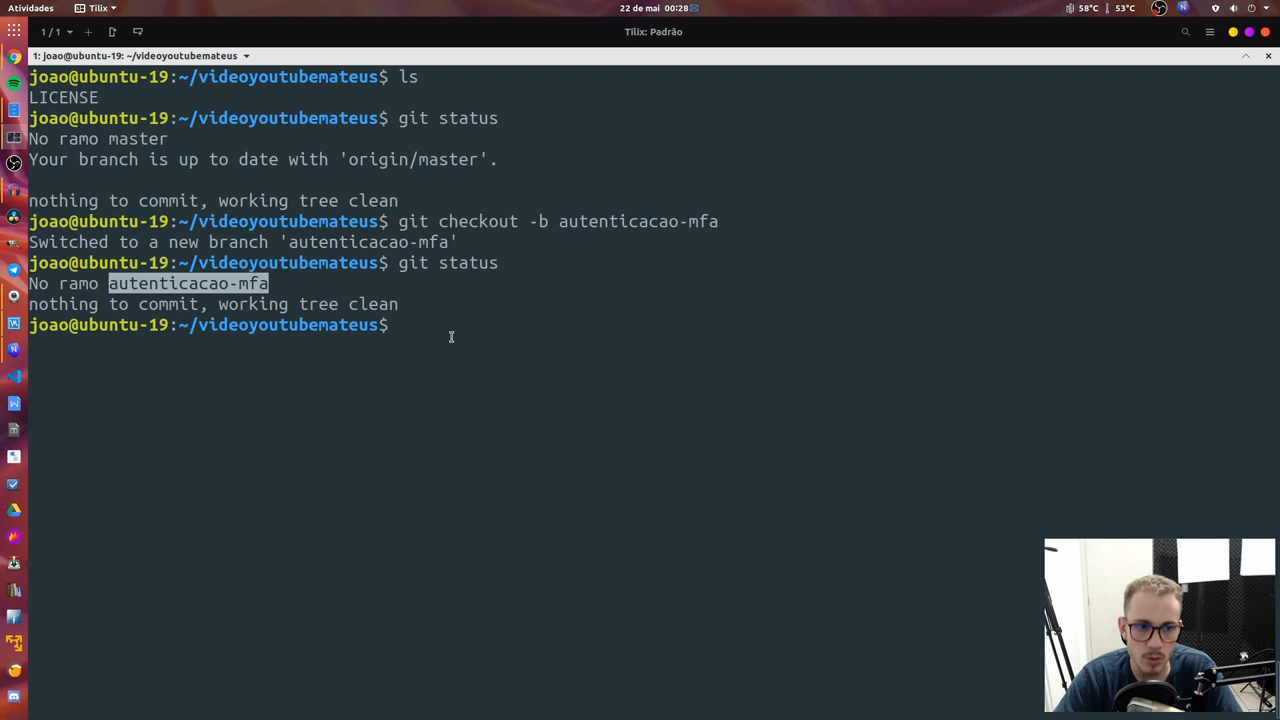 Atividades
Tilix
22 de mai 00:28
58°C
53°C
1 / 1
Tilix: Padrão
1: joao@ubuntu-19: ~/videoyoutubemateus
joao@ubuntu-19:~/videoyoutubemateus$ ls
LICENSE
joao@ubuntu-19:~/videoyoutubemateus$ git status
No ramo master
Your branch is up to date with 'origin/master'.
nothing to commit, working tree clean
joao@ubuntu-19:~/videoyoutubemateus$ git checkout -b autenticacao-mfa
Switched to a new branch 'autenticacao-mfa'
joao@ubuntu-19:~/videoyoutubemateus$ git status
No ramo autenticacao-mfa
nothing to commit, working tree clean
joao@ubuntu-19:~/videoyoutubemateus$